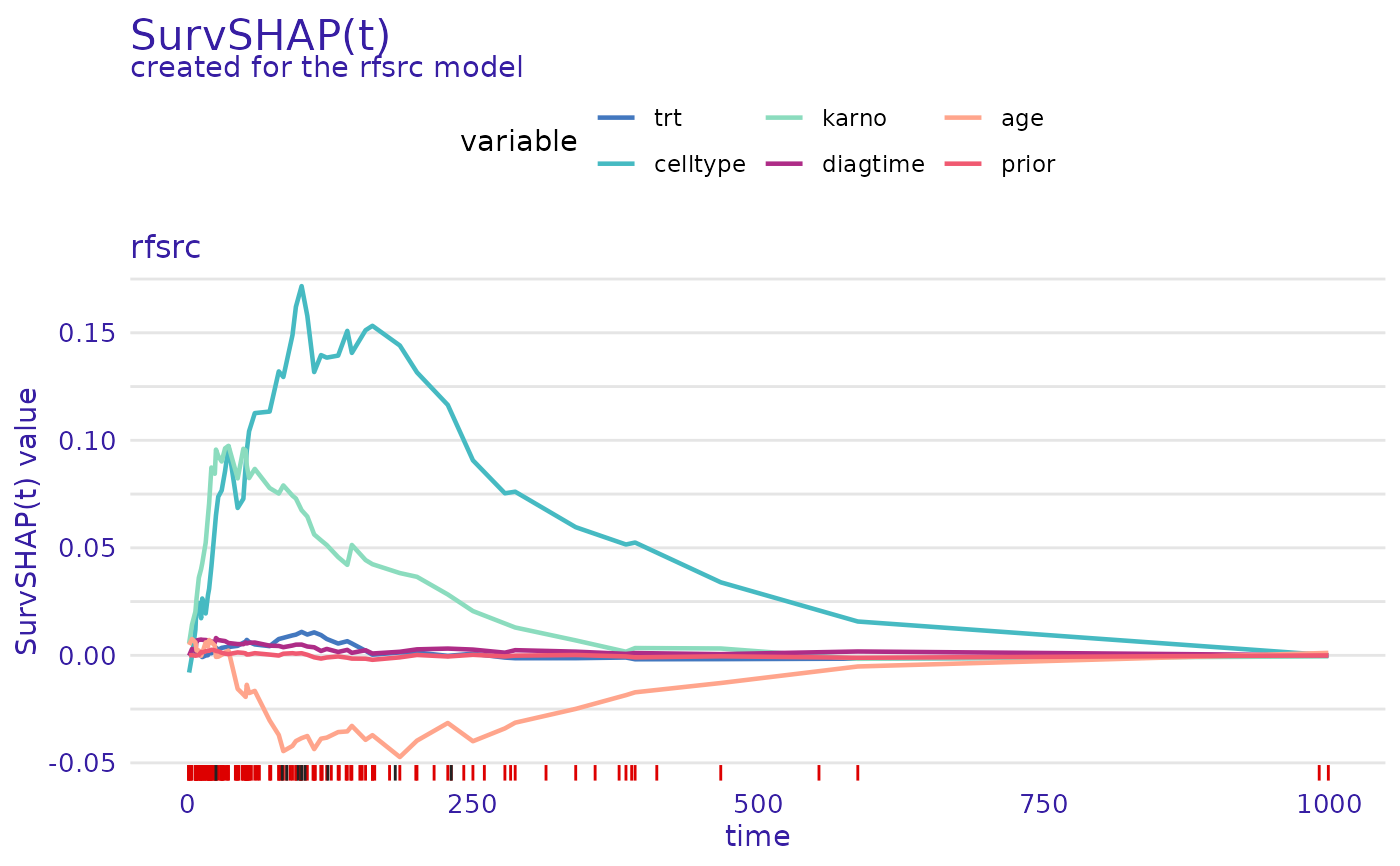 SurvSHAP(t)
created for the rfsrc model
variable
trt
karno
age
celltype
diagtime
prior
rfsrc
SurvSHAP(t) value
0.15
0.10
0.05
0.00
-0.05
0
250
500
750
1000
time